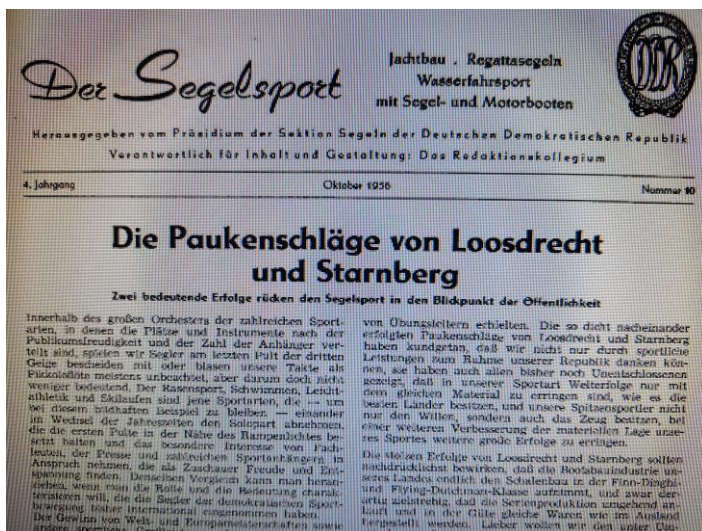 Der Segelsport
Jachtbau . Regattasegeln
Wasserfahrsport
mit Segel- und Motorbooten
DDR
Herausgegeben vom Präsidium der Sektion Segeln der Deutschen Demokratischen Republik
Verantwortlich für Inhalt und Gestaltung: Das Redaktionskollegium
4. Jahrgang
Oktober 1956
Nummer 10
Die Paukenschläge von Loosdrecht
und Starnberg
Zwei bedeutende Erfolge rücken den Segelsport in den Blickpunkt der Öffentlichkeit
Innerhalb des großen Orchesters der zahlreichen Sport-
arten, in denen die Plätze und Instrumente nach der
Publikumsfreudigkeit und der Zahl der Anhänger ver-
teilt sind, spielen wir Segler am letzten Pult der dritten
Geige bescheiden mit oder blasen unsere Takte als
Pikkoloflöte meistens unbeachtet, aber darum doch nicht
weniger bedeutend. Der Rasensport, Schwimmen, Leicht-
athletik und Skilaufen sind jene Sportarten, die — um
bei diesem bildhaften Beispiel zu bleiben — einander
im Wechsel der Jahreszeiten den Solopart abnehmen,
die die ersten Pulte in der Nähe des Rampenlichtes be-
setzt halten und das besondere Interesse von Fach-
leuten, der Presse und zahlreichen Sportanhängern in
Anspruch nehmen, die als Zuschauer Freude und Ent-
spannung finden. Denselben Vergleich kann man heran-
ziehen, wenn man die Rolle und die Bedeutung charak-
terisieren will, die die Segler der demokratischen Sport-
bewegung bisher international eingenommen haben.
Der Gewinn von Welt- und Europameisterschaften sowie
von Übungsleitern erhielten. Die so dicht nacheinander
erfolgten Paukenschläge von Loosdrecht und Starnberg
haben kundgetan, daß wir nicht nur durch sportliche
Leistungen zum Ruhme unserer Republik danken kön-
nen, sie haben auch allen bisher noch Unentschlossenen
gezeigt, daß in unserer Sportart Welterfolge nur mit
dem gleichen Material zu erringen sind, wie es die
besten Länder besitzen, und unsere Spitzensportler nicht
nur den Willen, sondern auch das Zeug besitzen, bei
einer weiteren Verbesserung der materiellen Lage unse-
res Sportes weitere große Erfolge zu erringen.
Die stolzen Erfolge von Loosdrecht und Starnberg sollten
nachdrücklichst bewirken, daß die Bootsbauindustrie un-
seres Landes endlich den Schalenbau in der Finn-Dinghi-
und Flying-Dutchman-Klasse aufnimmt, und zwar der-
artig zielstrebig, daß die Serienproduktion umgehend an-
läuft und in der Güte gleiche Waren wie im Ausland
hergestellt werden. Lieber wollen wir